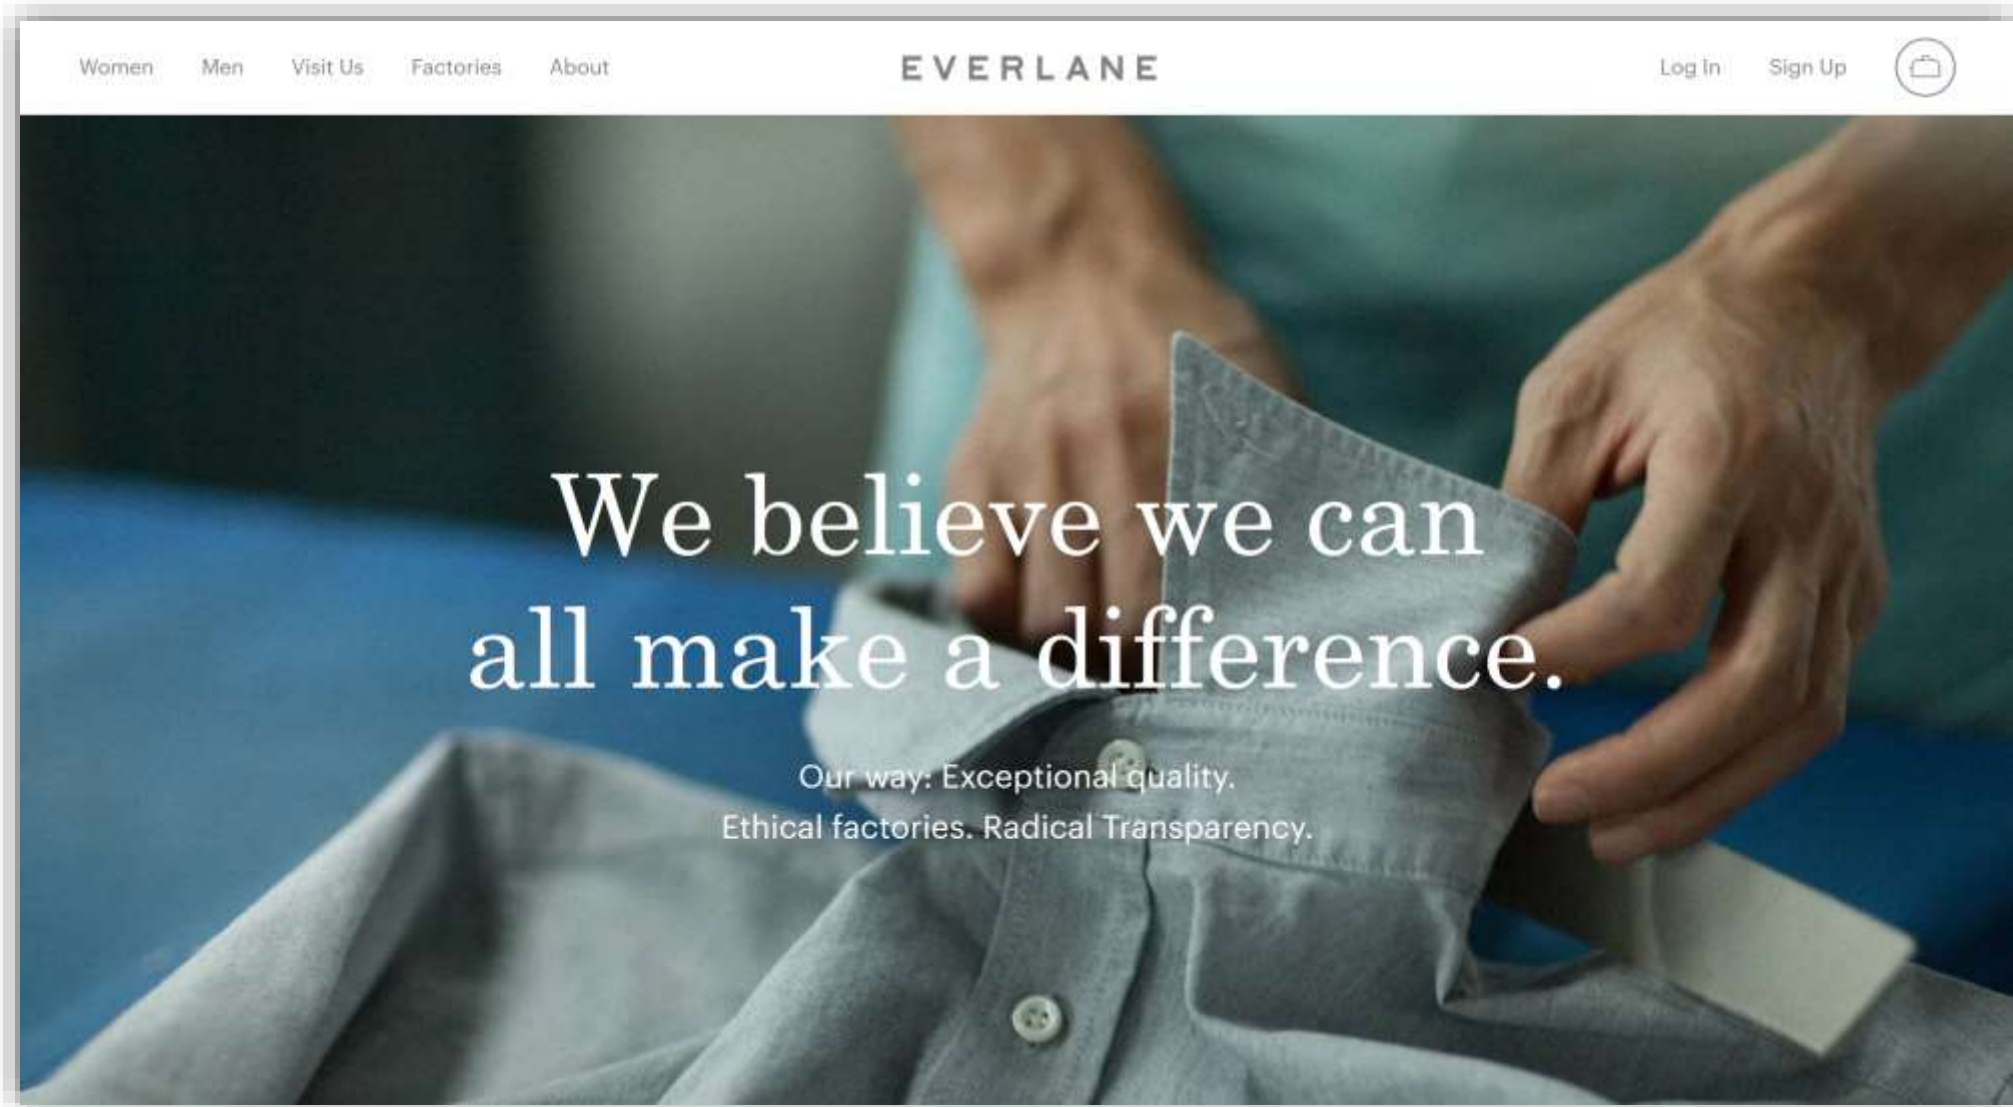 Women Men Visit Us Factories About EVERLANE Log In Sign Up
We believe we can
all make a difference.
Our way: Exceptional quality.
Ethical factories. Radical Transparency.